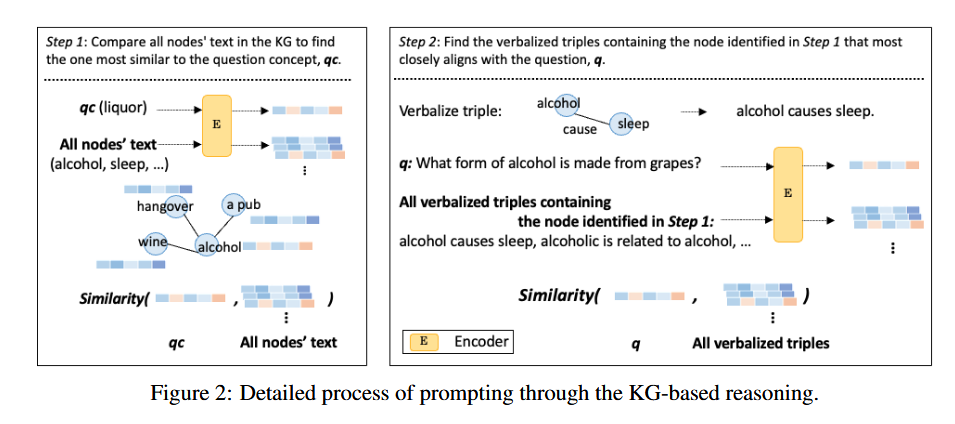 Step 1: Compare all nodes' text in the KG to find
the one most similar to the question concept, qc.
qc (liquor)
E
All nodes' text
(alcohol, sleep, ...)
hangover
a pub
wine
alcohol
Similarity( , )
qc
All nodes' text
Step 2: Find the verbalized triples containing the node identified in Step 1 that most
closely aligns with the question, q.
Verbalize triple:
alcohol
cause
sleep
alcohol causes sleep.
q: What form of alcohol is made from grapes?
E
All verbalized triples containing
the node identified in Step 1:
alcohol causes sleep, alcoholic is related to alcohol, ...
Similarity( , )
E Encoder
q
All verbalized triples
Figure 2: Detailed process of prompting through the KG-based reasoning.